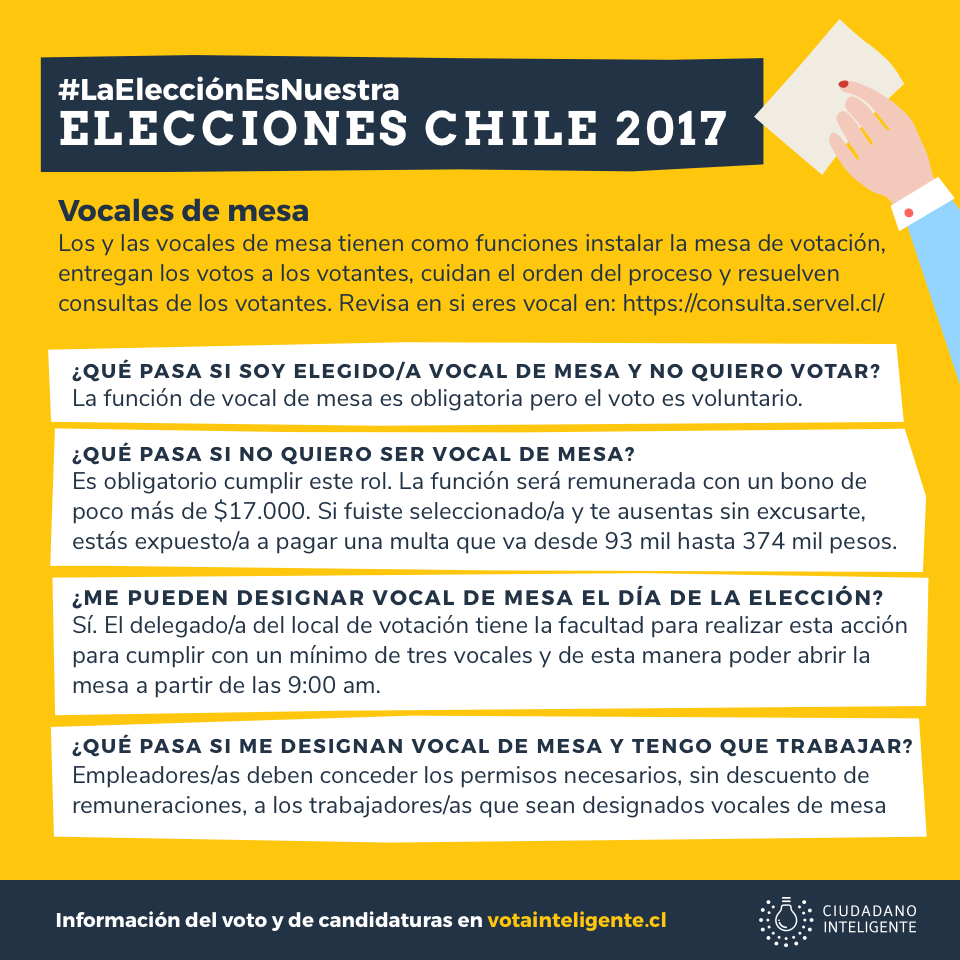 #LaElecciónEsNuestra
ELECCIONES CHILE 2017
Vocales de mesa
Los y las vocales de mesa tienen como funciones instalar la mesa de votación,
entregan los votos a los votantes, cuidan el orden del proceso y resuelven
consultas de los votantes. Revisa en si eres vocal en: https://consulta.servel.cl/
¿QUÉ PASA SI SOY ELEGIDO/A VOCAL DE MESA Y NO QUIERO VOTAR?
La función de vocal de mesa es obligatoria pero el voto es voluntario.
¿QUÉ PASA SI NO QUIERO SER VOCAL DE MESA?
Es obligatorio cumplir este rol. La función será remunerada con un bono de
poco más de $17.000. Si fuiste seleccionado/a y te ausentas sin excusarte,
estás expuesto/a a pagar una multa que va desde 93 mil hasta 374 mil pesos.
¿ME PUEDEN DESIGNAR VOCAL DE MESA EL DÍA DE LA ELECCIÓN?
Sí. El delegado/a del local de votación tiene la facultad para realizar esta acción
para cumplir con un mínimo de tres vocales y de esta manera poder abrir la
mesa a partir de las 9:00 am.
¿QUÉ PASA SI ME DESIGNAN VOCAL DE MESA Y TENGO QUE TRABAJAR?
Empleadores/as deben conceder los permisos necesarios, sin descuento de
remuneraciones, a los trabajadores/as que sean designados vocales de mesa
Información del voto y de candidaturas en votainteligente.cl
CIUDADANO
INTELIGENTE